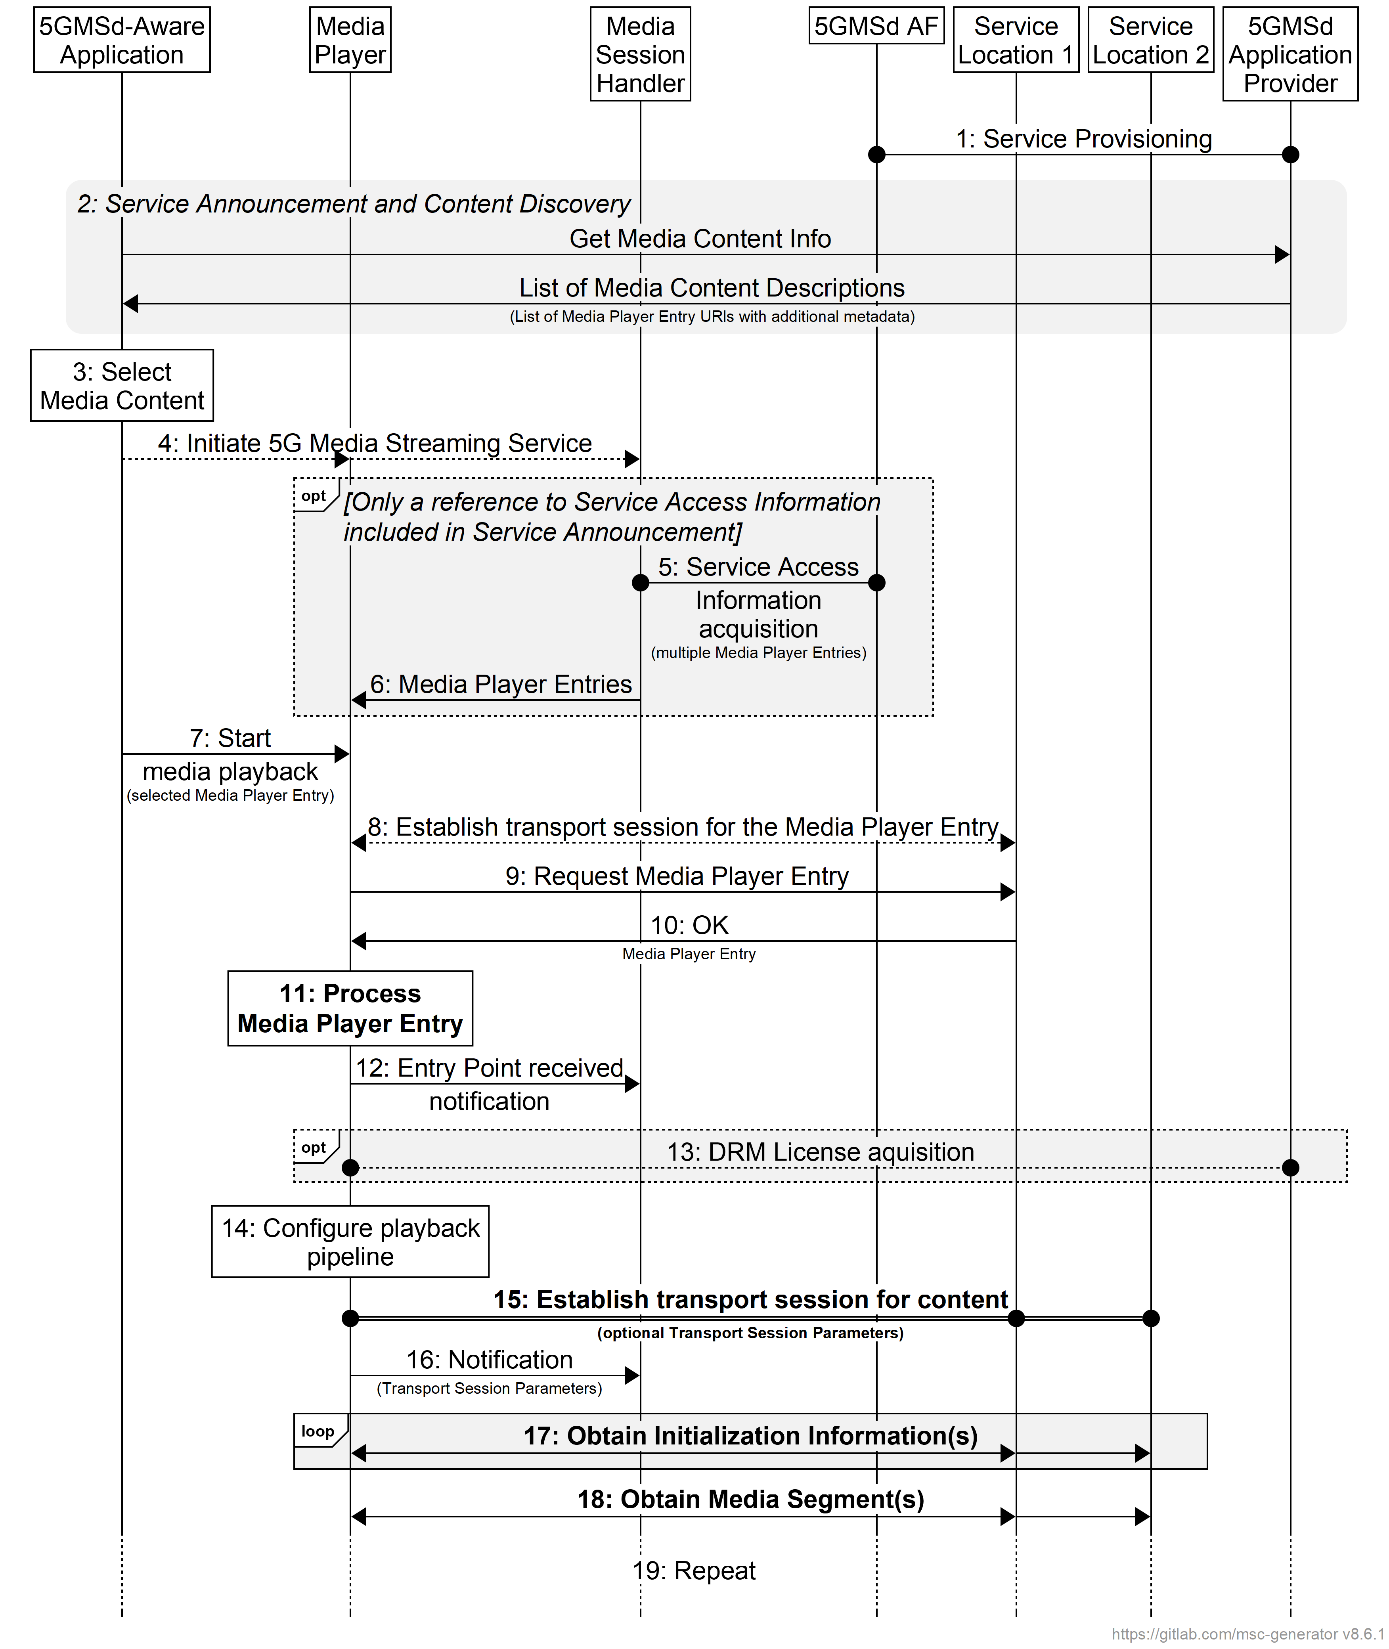 5GMSd-Aware
Application
Media
Player
Media
Session
Handler
5GMSd AF
Service
Location 1
Service
Location 2
5GMSd
Application
Provider
1: Service Provisioning
2: Service Announcement and Content Discovery
Get Media Content Info
List of Media Content Descriptions
(List of Media Player Entry URIs with additional metadata)
3: Select
Media Content
4: Initiate 5G Media Streaming Service
opt
[Only a reference to Service Access Information
included in Service Announcement]
5: Service Access
Information
acquisition
(multiple Media Player Entries)
6: Media Player Entries
7: Start
media playback
(selected Media Player Entry)
8: Establish transport session for the Media Player Entry
9: Request Media Player Entry
10: OK
Media Player Entry
11: Process
Media Player Entry
12: Entry Point received
notification
opt
13: DRM License aquisition
14: Configure playback
pipeline
15: Establish transport session for content
(optional Transport Session Parameters)
16: Notification
(Transport Session Parameters)
loop
17: Obtain Initialization Information(s)
18: Obtain Media Segment(s)
19: Repeat
https://gitlab.com/msc-generator v8.6.1